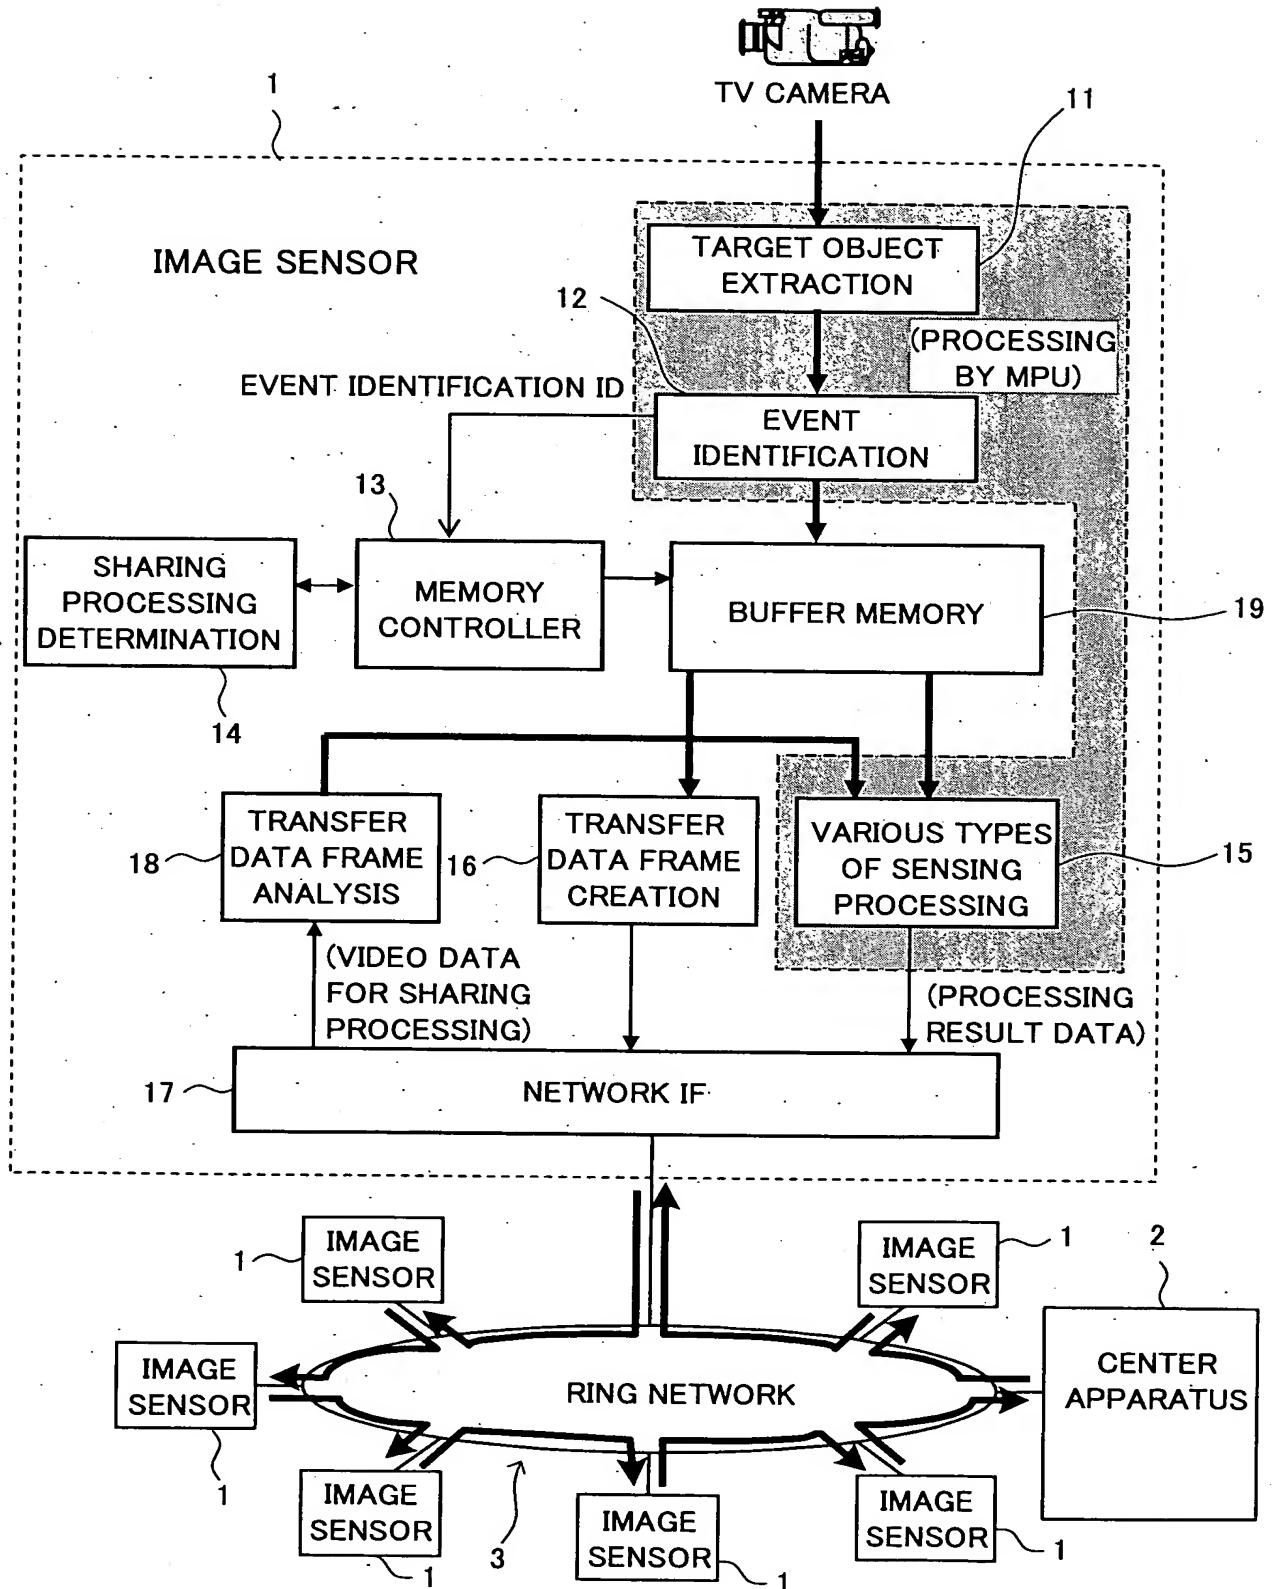 TV CAMERA
1
11
IMAGE SENSOR
TARGET OBJECT
EXTRACTION
12
(PROCESSING
BY MPU)
EVENT IDENTIFICATION ID
EVENT
IDENTIFICATION
13
SHARING
PROCESSING
DETERMINATION
MEMORY
CONTROLLER
BUFFER MEMORY
19
14
TRANSFER
DATA FRAME
ANALYSIS
18
TRANSFER
DATA FRAME
CREATION
16
VARIOUS TYPES
OF SENSING
PROCESSING
15
(VIDEO DATA
FOR SHARING
PROCESSING)
(PROCESSING
RESULT DATA)
17
NETWORK IF
1
IMAGE
SENSOR
IMAGE
SENSOR
1
2
IMAGE
SENSOR
1
RING NETWORK
CENTER
APPARATUS
IMAGE
SENSOR
1
3
IMAGE
SENSOR
1
IMAGE
SENSOR
1